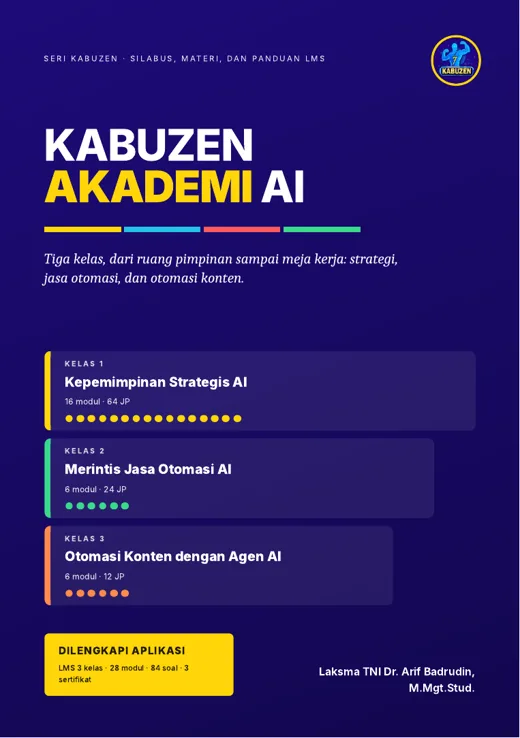 SERI KABUZEN · SILABUS, MATERI, DAN PANDUAN LMS
KABUZEN
KABUZEN
AKADEMI AI
Tiga kelas, dari ruang pimpinan sampai meja kerja: strategi,
jasa otomasi, dan otomasi konten.
KELAS 1
Kepemimpinan Strategis AI
16 modul · 64 JP
KELAS 2
Merintis Jasa Otomasi AI
6 modul · 24 JP
KELAS 3
Otomasi Konten dengan Agen AI
6 modul · 12 JP
DILENGKAPI APLIKASI
LMS 3 kelas · 28 modul · 84 soal · 3
sertifikat
Laksma TNI Dr. Arif Badrudin,
M.Mgt.Stud.